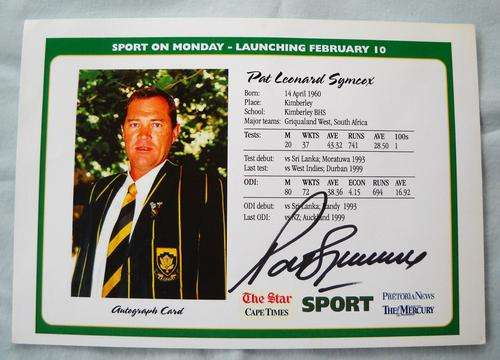 SPORT ON MONDAY - LAUNCHING FEBRUARY 10
Pat Leonard Symcox
Born: 14 April 1960
Place: Kimberley
School: Kimberley BHS
Major teams: Griqualand West, South Africa
Tests: M WKTS AVE RUNS AVE 100s
20 37 43.32 741 28.50 1
Test debut: vs Sri Lanka; Moratuwa 1993
Last test: vs West Indies; Durban 1999
ODI: M WKTS AVE ECON RUNS AVE
80 72 38.36 4.15 694 16.92
ODI debut: vs Sri Lanka; Kandy 1993
Last ODI: vs NZ; Auckland 1999
Pat Symcox
Autograph Card
The Star
CAPE TIMES
SPORT
PRETORIA NEWS
THE MERCURY